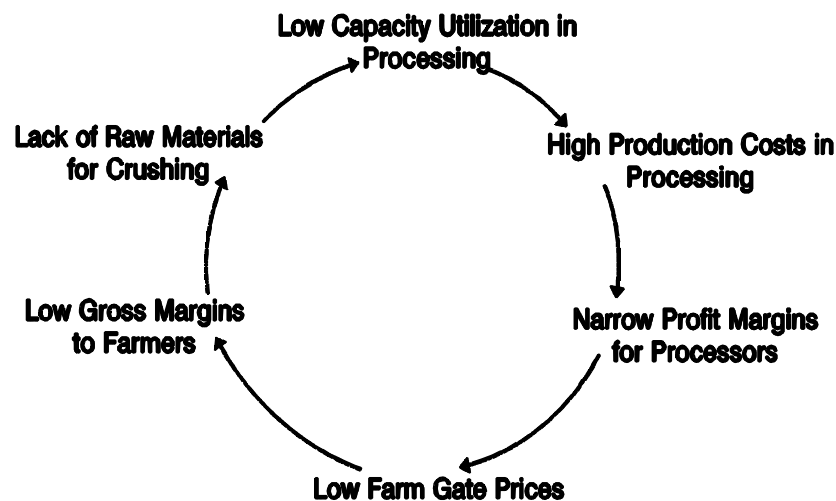 Low Capacity Utilization in
Processing
High Production Costs in
Processing
Narrow Profit Margins
for Processors
Low Farm Gate Prices
Low Gross Margins
to Farmers
Lack of Raw Materials
for Crushing